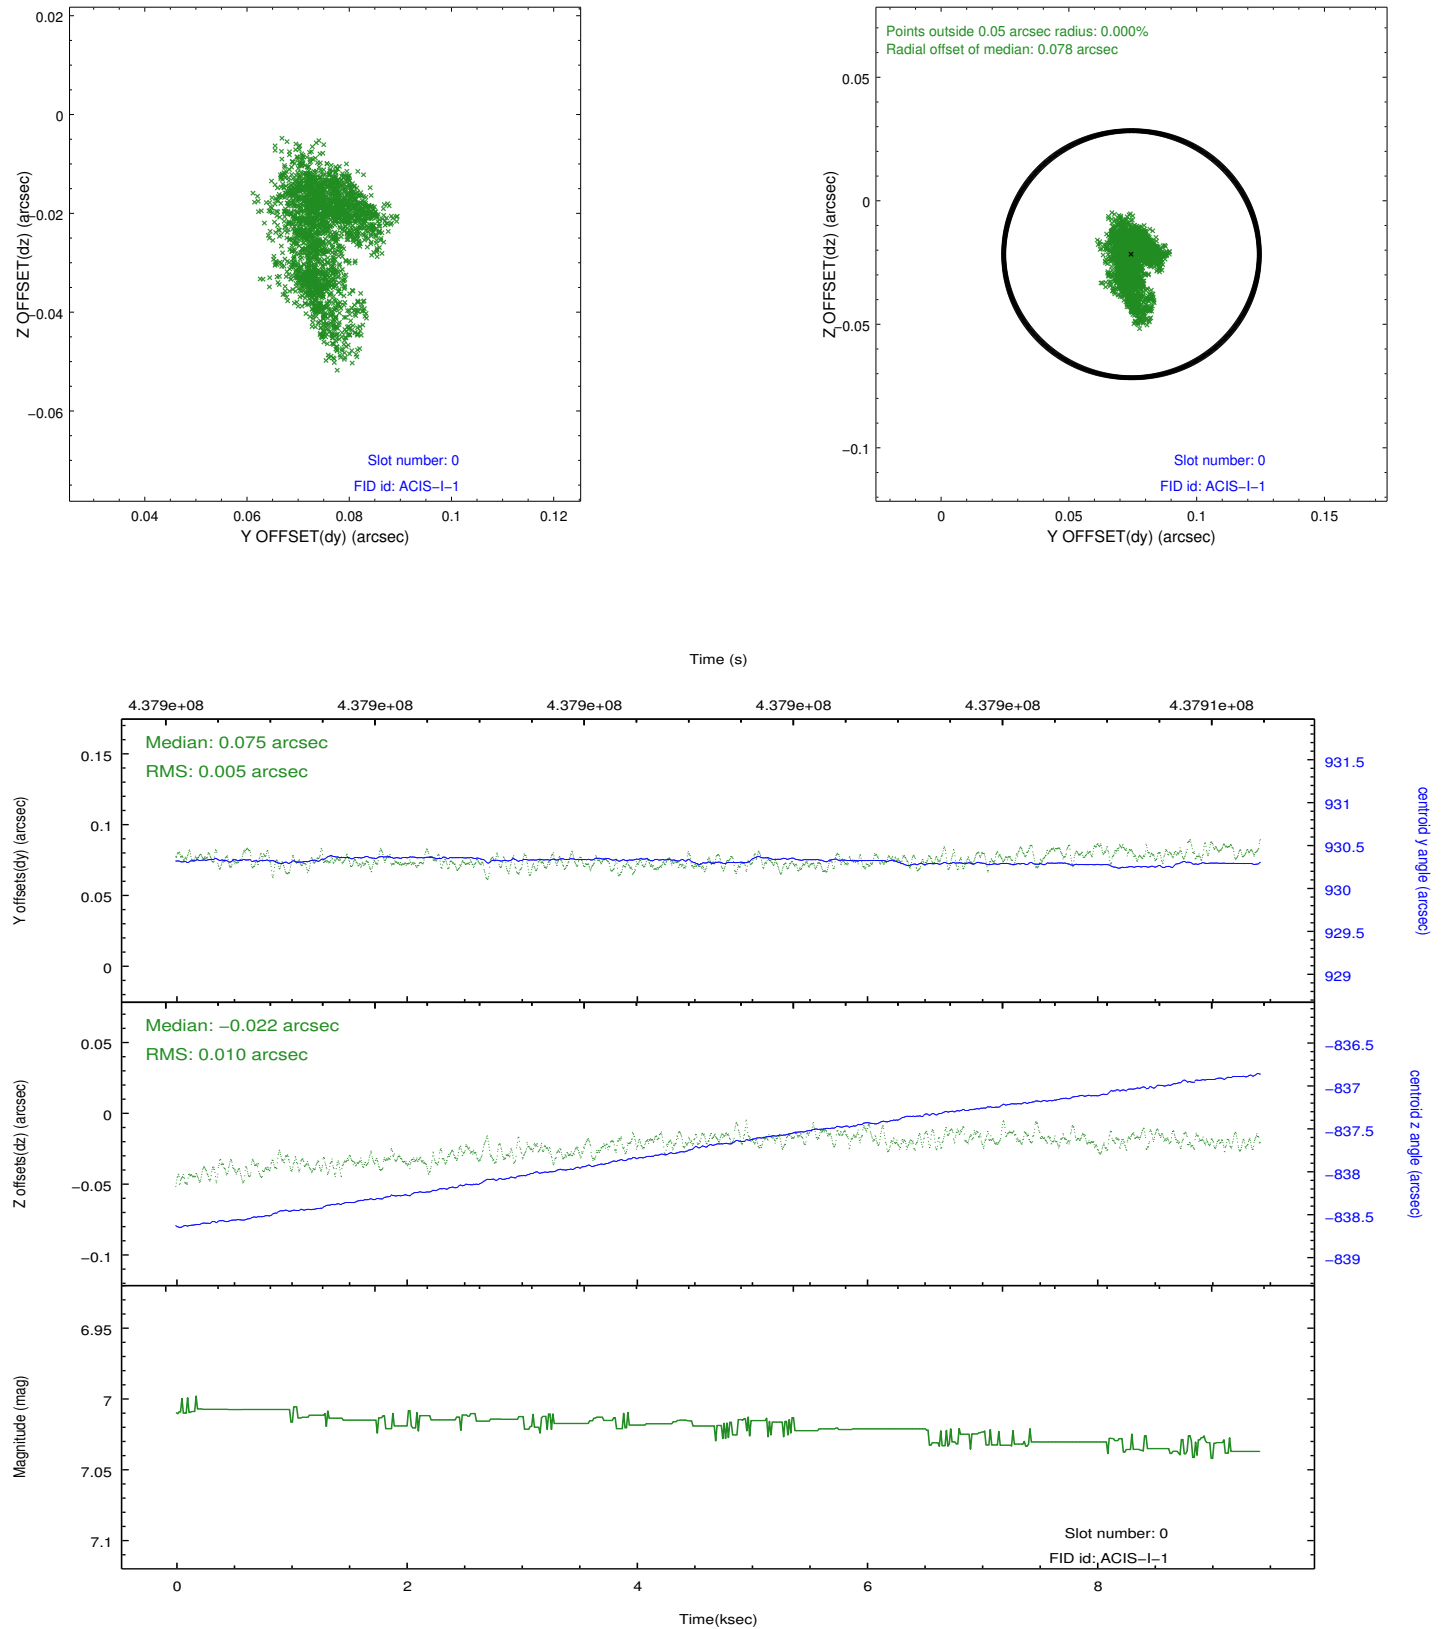 0.02
0
−0.02
−0.04
−0.06
Z OFFSET(dz) (arcsec)
Slot number: 0
FID id: ACIS−I−1
0.04
0.06
0.08
0.1
0.12
Y OFFSET(dy) (arcsec)
Points outside 0.05 arcsec radius: 0.000%
Radial offset of median: 0.078 arcsec
0.05
0
−0.05
−0.1
Z OFFSET(dz) (arcsec)
Slot number: 0
FID id: ACIS−I−1
0
0.05
0.1
0.15
Y OFFSET(dy) (arcsec)
Time (s)
4.379e+08
4.379e+08
4.379e+08
4.379e+08
4.379e+08
4.3791e+08
Median: 0.075 arcsec
RMS: 0.005 arcsec
0.15
0.1
0.05
0
Y offsets(dy) (arcsec)
931.5
931
930.5
930
929.5
929
centroid y angle (arcsec)
Median: −0.022 arcsec
RMS: 0.010 arcsec
0.05
0
−0.05
−0.1
Z offsets(dz) (arcsec)
−836.5
−837
−837.5
−838
−838.5
−839
centroid z angle (arcsec)
6.95
7
7.05
7.1
Magnitude (mag)
Slot number: 0
FID id: ACIS−I−1
0
2
4
6
8
Time(ksec)